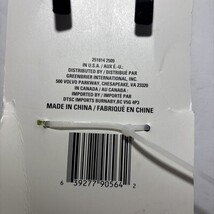 251814.2508
IN U.S.A. / AUX É.-U.:
DISTRIBUTED BY / DISTRIBUÉ PAR
GREENBRIER INTERNATIONAL, INC.
500 VOLVO PARKWAY, CHESAPEAKE, VA 23320
IN CANADA / AU CANADA:
IMPORTED BY / IMPORTÉ PAR
DTSC IMPORTS BURNABY, BC V5G 4P3
MADE IN CHINA / FABRIQUÉ EN CHINE
6 39277 90564 2